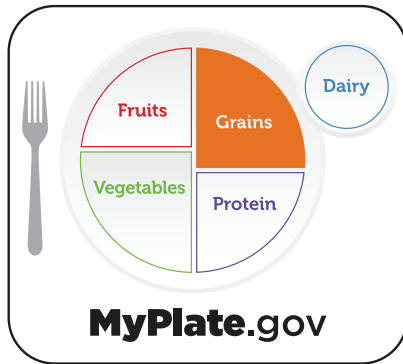 Dairy
Fruits
Grains
Vegetables
Protein
MyPlate.gov